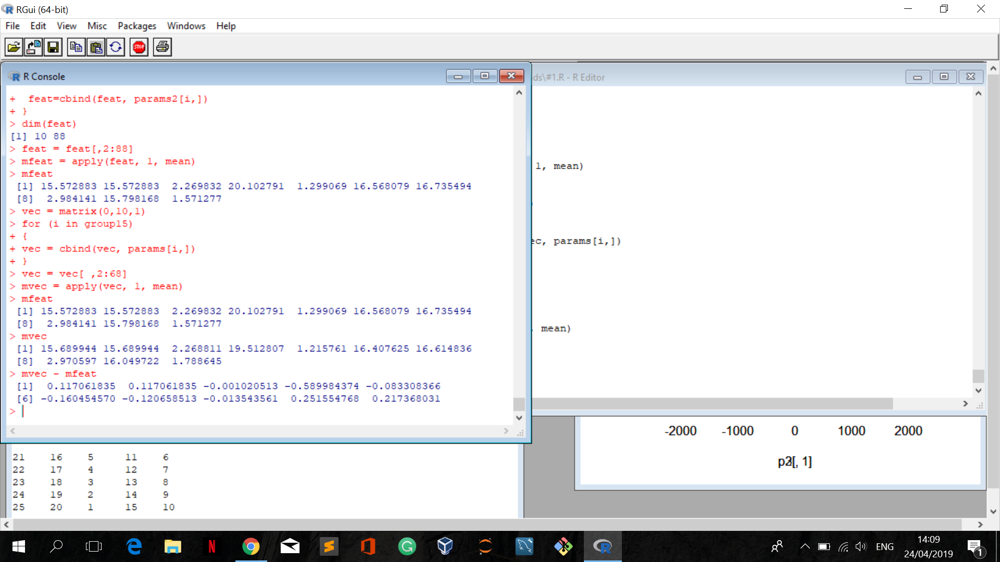 RGui (64-bit)
File Edit View Misc Packages Windows Help
STOP
R Console
+  feat=cbind(feat, params2[i,])
+ }
> dim(feat)
[1] 10 88
> feat = feat[,2:88]
> mfeat = apply(feat, 1, mean)
> mfeat
[1] 15.572883 15.572883  2.269832 20.102791  1.299069 16.568079 16.735494
[8]  2.984141 15.798168  1.571277
> vec = matrix(0,10,1)
> for (i in group15)
+ {
+ vec = cbind(vec, params[i,])
+ }
> vec = vec[ ,2:68]
> mvec = apply(vec, 1, mean)
> mfeat
[1] 15.572883 15.572883  2.269832 20.102791  1.299069 16.568079 16.735494
[8]  2.984141 15.798168  1.571277
> mvec
[1] 15.689944 15.689944  2.268811 19.512807  1.215761 16.407625 16.614836
[8]  2.970597 16.049722  1.788645
> mvec - mfeat
[1]  0.117061835  0.117061835 -0.001020513 -0.589984374 -0.083308366
[6] -0.160454570 -0.120658513 -0.013543561  0.251554768  0.217368031
>
ds\#1.R - R Editor
1, mean)
)
ec, params[i,])
, mean)
21 16 5 11 6
22 17 4 12 7
23 18 3 13 8
24 19 2 14 9
25 20 1 15 10
-2000 -1000 0 1000 2000
[, 1]
ENG
14:09
24/04/2019
1